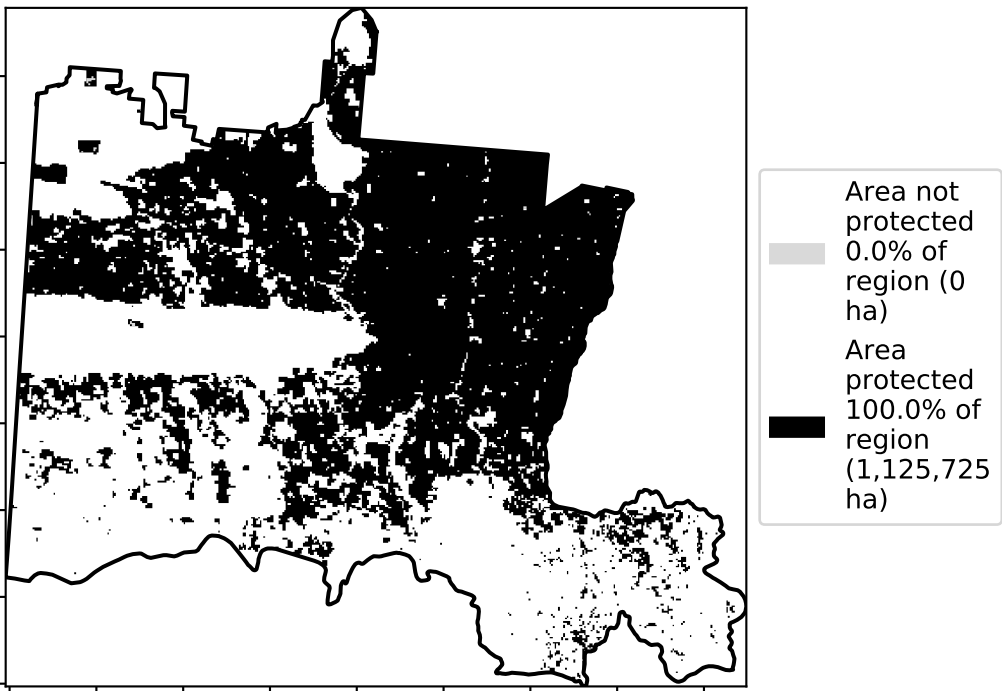 Area not
protected
0.0% of
region (0
ha)
Area
protected
100.0% of
region
(1,125,725
ha)